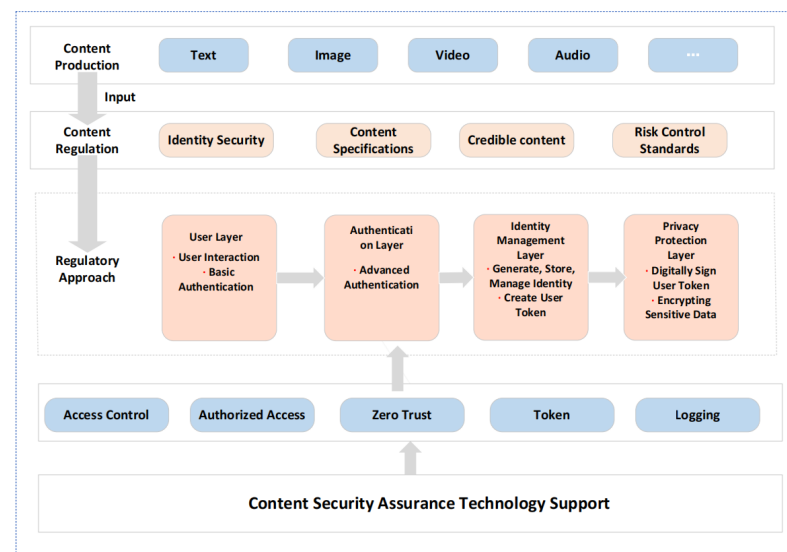 Content
Production
Text
Image
Video
Audio
...
Input
Content
Regulation
Identity Security
Content
Specifications
Credible content
Risk Control
Standards
Regulatory
Approach
User Layer
· User Interaction
· Basic
Authentication
Authenticati
on Layer
· Advanced
Authentication
Identity
Management
Layer
· Generate, Store,
Manage Identity
· Create User
Token
Privacy
Protection
Layer
· Digitally Sign
User Token
· Encrypting
Sensitive Data
Access Control
Authorized Access
Zero Trust
Token
Logging
Content Security Assurance Technology Support